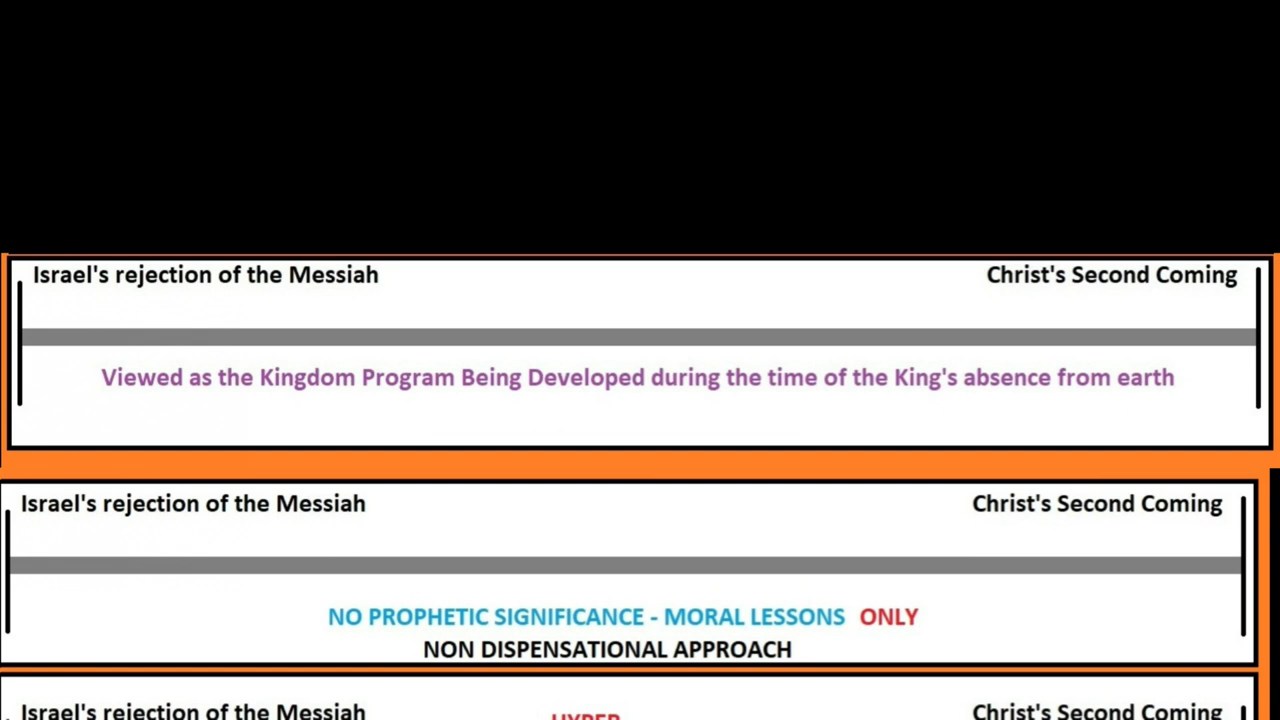 Israel's rejection of the Messiah Christ's Second Coming
Viewed as the Kingdom Program Being Developed during the time of the King's absence from earth
Israel's rejection of the Messiah Christ's Second Coming
NO PROPHETIC SIGNIFICANCE - MORAL LESSONS ONLY
NON DISPENSATIONAL APPROACH
Israel's rejection of the Messiah HYPER Christ's Second Coming